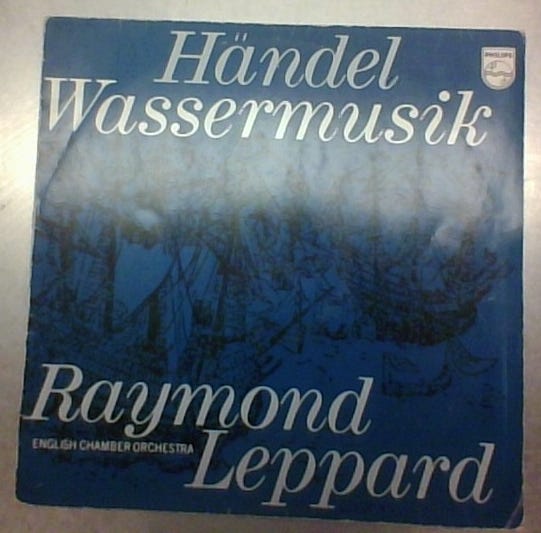 Händel
PHILIPS
Wassermusik
Raymond
ENGLISH CHAMBER ORCHESTRA
Leppard